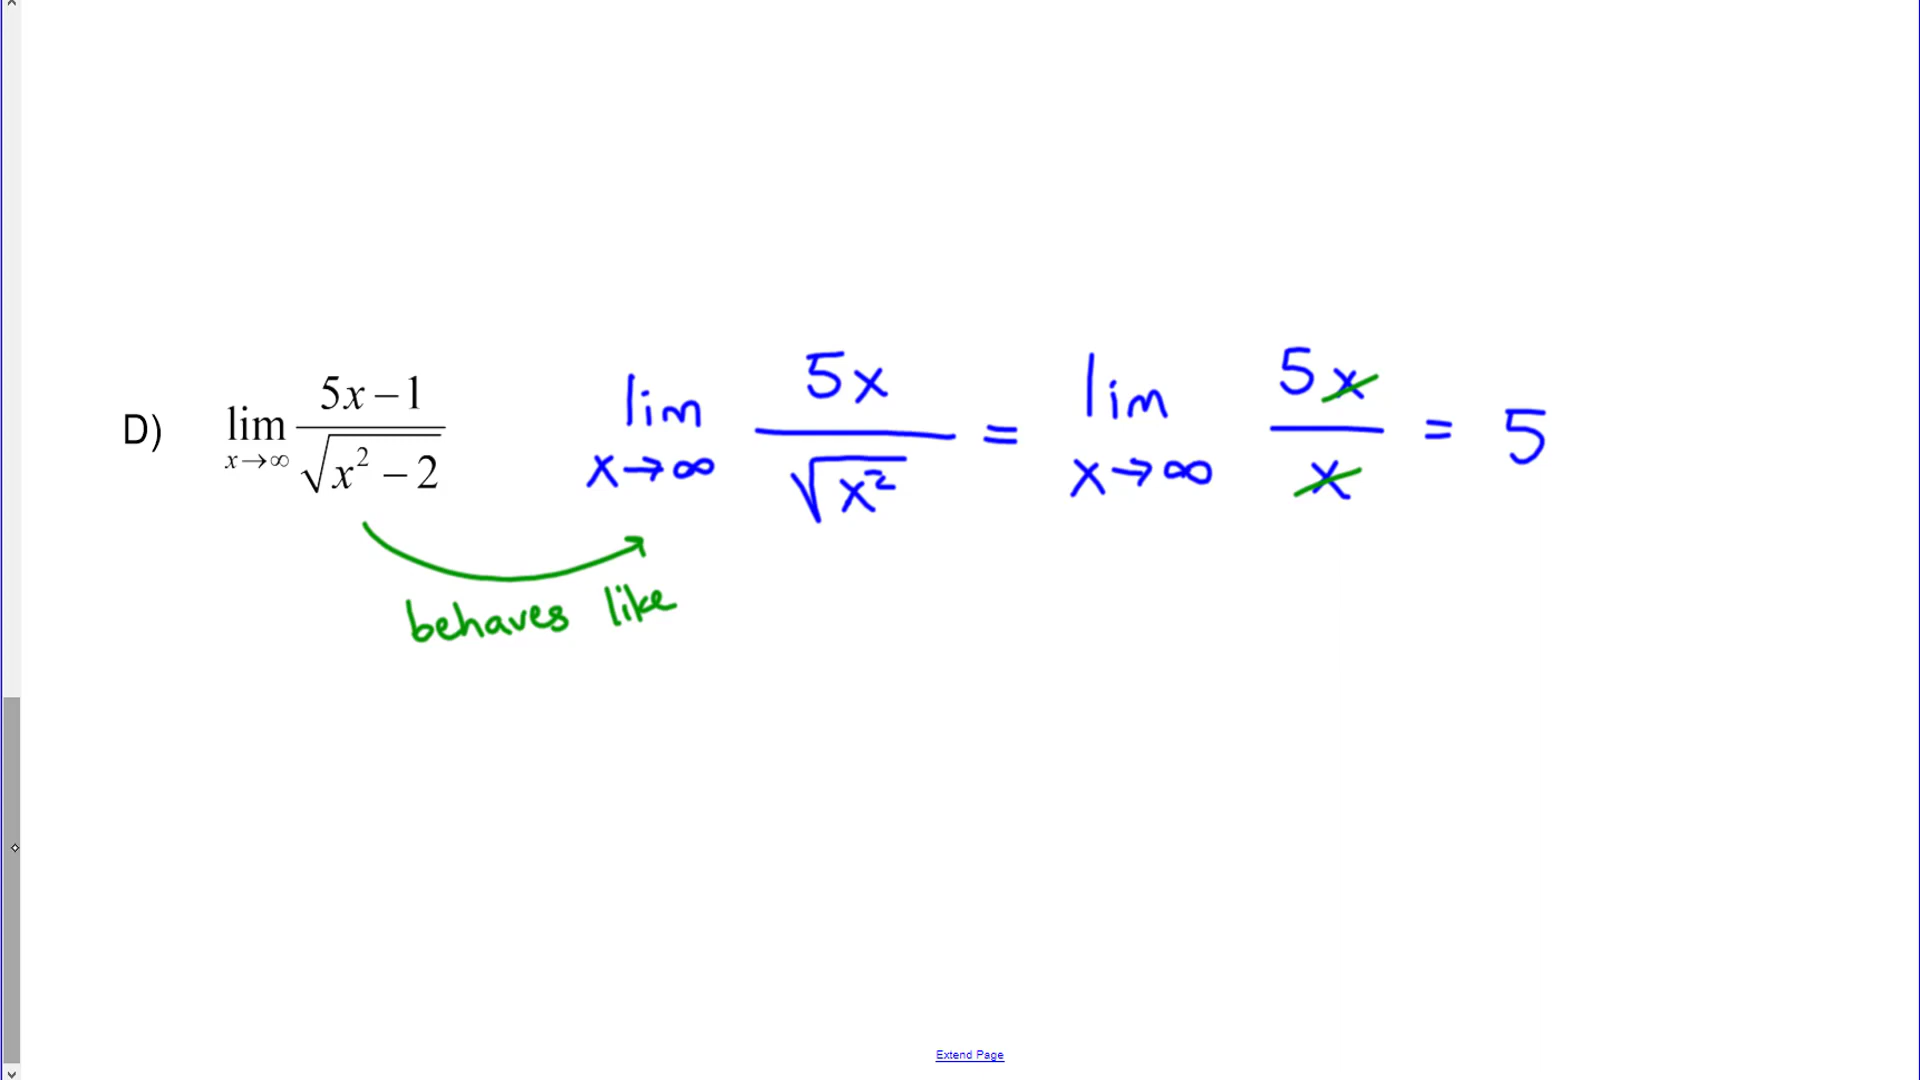 D) lim x→∞ (5x−1)/√(x²−2) lim x→∞ 5x/√(x²) = lim x→∞ 5x/x = 5
behaves like
Extend Page